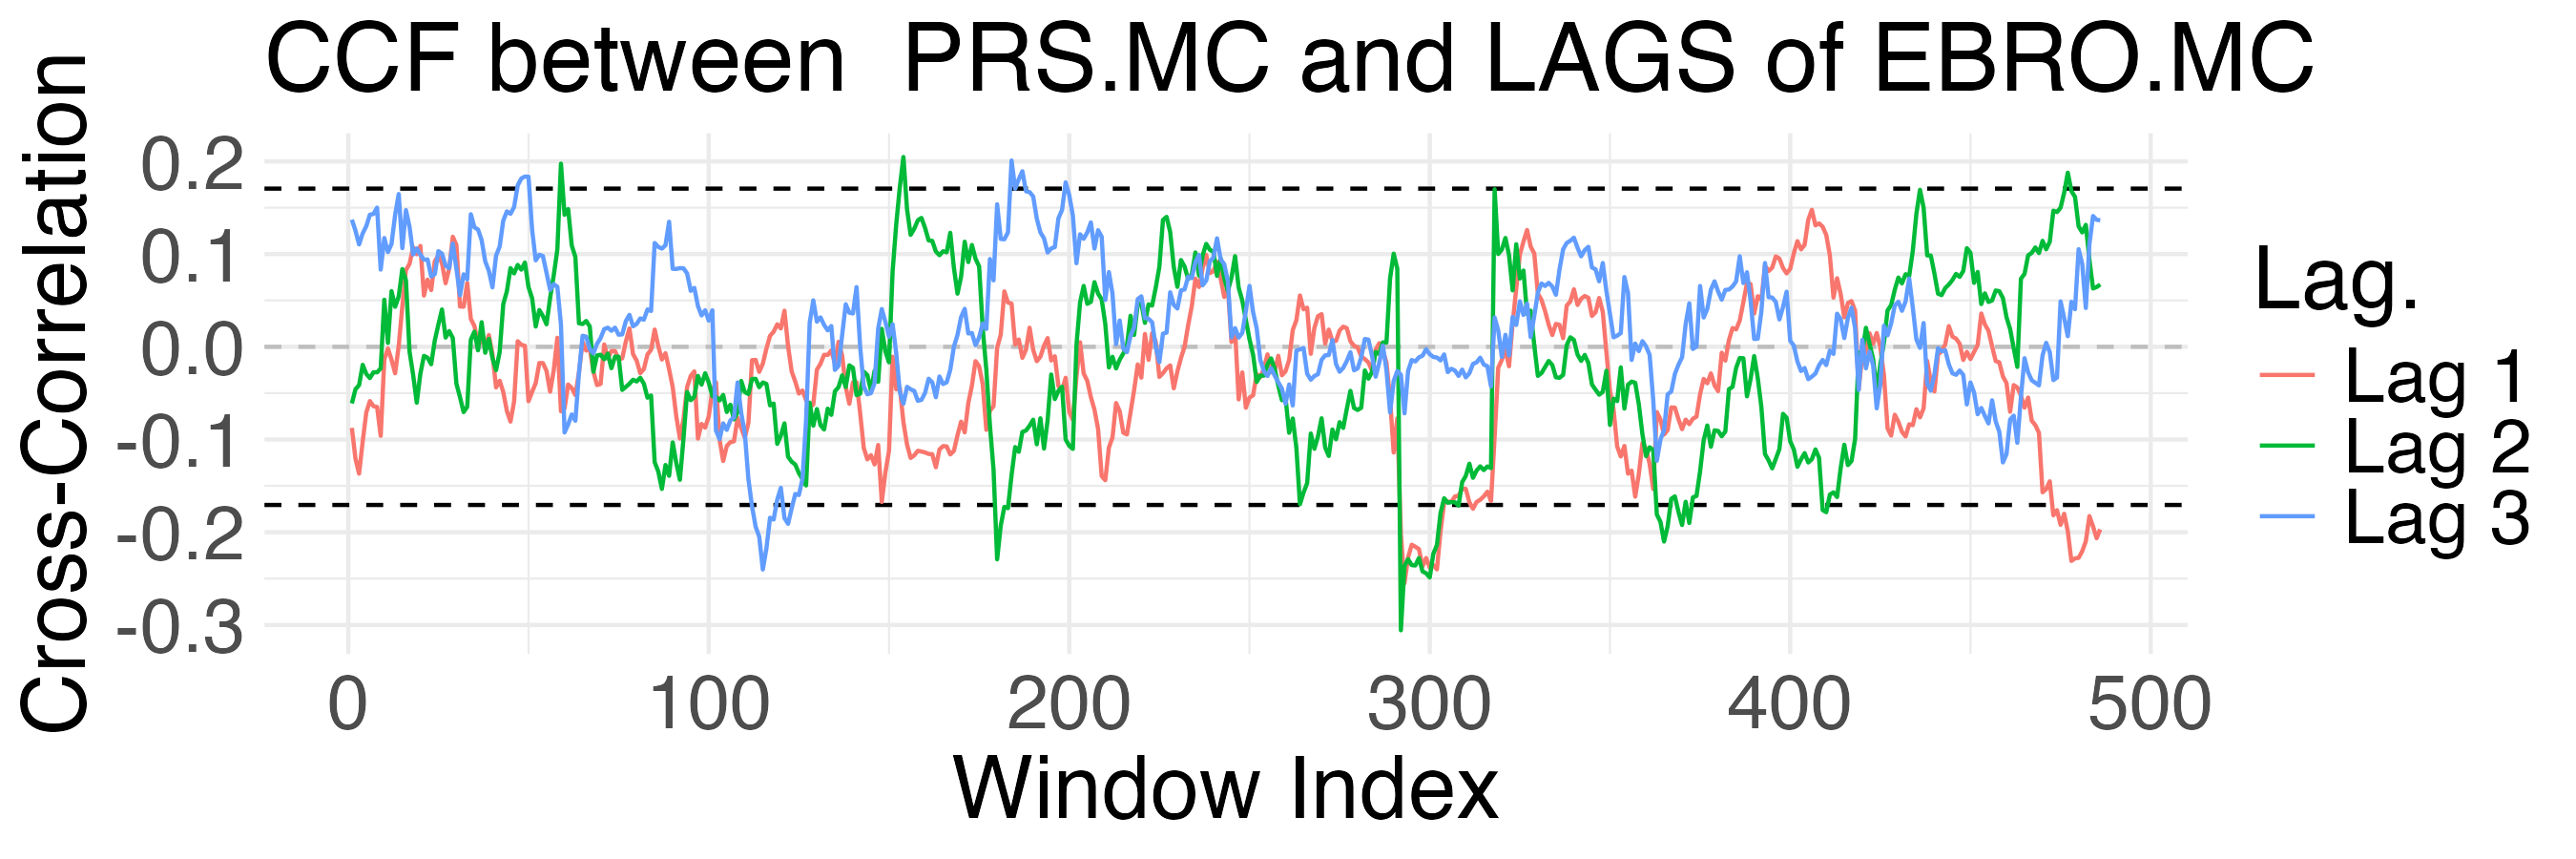 CCF between  PRS.MC and LAGS of EBRO.MC
Cross-Correlation
0.2
0.1
0.0
-0.1
-0.2
-0.3
0 100 200 300 400 500
Window Index
Lag.
Lag 1
Lag 2
Lag 3